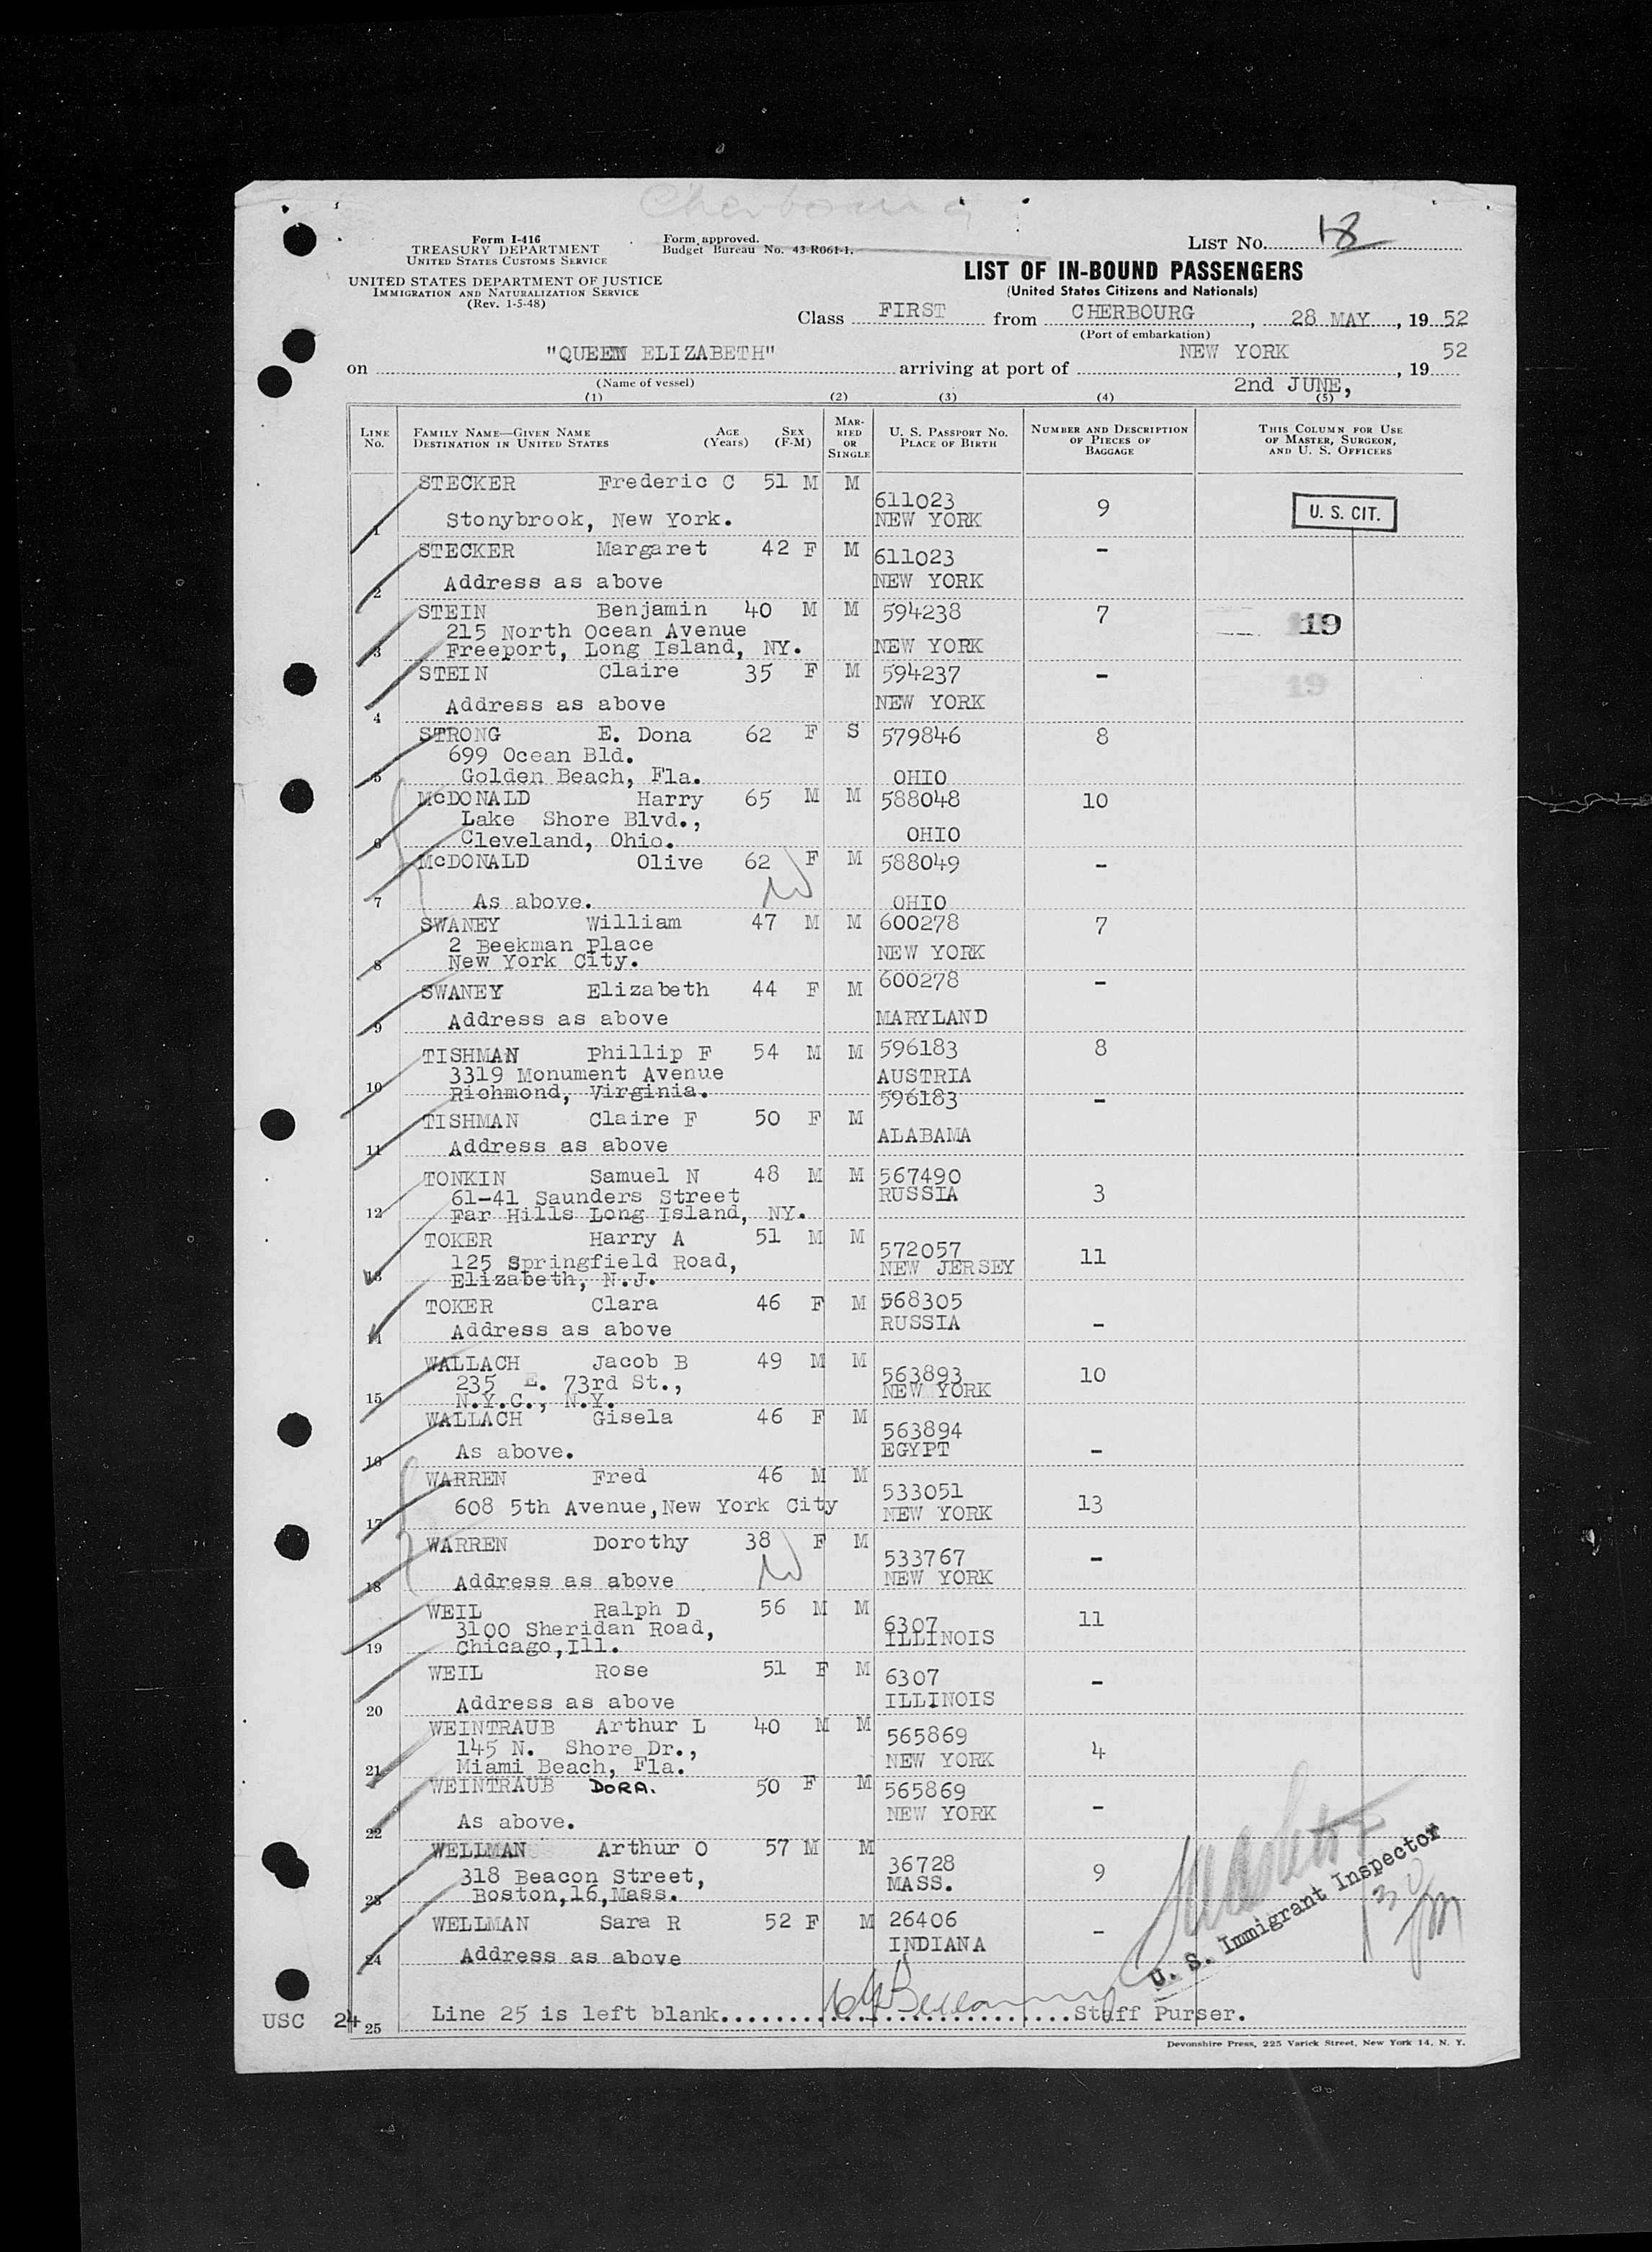 Cherbourg
Form I-416
TREASURY DEPARTMENT
UNITED STATES CUSTOMS SERVICE
UNITED STATES DEPARTMENT OF JUSTICE
IMMIGRATION AND NATURALIZATION SERVICE
(Rev. 1-5-48)
Form approved.
Budget Bureau No. 43-R061-1.
LIST NO. 18
LIST OF IN-BOUND PASSENGERS
(United States Citizens and Nationals)
Class FIRST from CHERBOURG, 28 MAY, 19 52
(Port of embarkation)
on "QUEEN ELIZABETH" arriving at port of NEW YORK, 19 52
(Name of vessel) 2nd JUNE,
(1) (2) (3) (4) (5)
LINE NO. FAMILY NAME—GIVEN NAME DESTINATION IN UNITED STATES AGE (Years) SEX (F-M) MARRIED OR SINGLE U. S. PASSPORT NO. PLACE OF BIRTH NUMBER AND DESCRIPTION OF PIECES OF BAGGAGE THIS COLUMN FOR USE OF MASTER, SURGEON, AND U. S. OFFICERS
STECKER Frederic C 51 M M
611023 9 U. S. CIT.
1 Stonybrook, New York. NEW YORK
STECKER Margaret 42 F M 611023 -
2 Address as above NEW YORK
STEIN Benjamin 40 M M 594238 7 19
215 North Ocean Avenue
3 Freeport, Long Island, NY. NEW YORK
STEIN Claire 35 F M 594237 - 19
4 Address as above NEW YORK
STRONG E. Dona 62 F S 579846 8
699 Ocean Bld.
5 Golden Beach, Fla. OHIO
McDONALD Harry 65 M M 588048 10
Lake Shore Blvd.,
6 Cleveland, Ohio. OHIO
McDONALD Olive 62 F M 588049 -
7 As above. OHIO
SWANEY William 47 M M 600278 7
2 Beekman Place NEW YORK
8 New York City.
SWANEY Elizabeth 44 F M 600278 -
9 Address as above MARYLAND
TISHMAN Phillip F 54 M M 596183 8
3319 Monument Avenue AUSTRIA
10 Richmond, Virginia.
TISHMAN Claire F 50 F M 596183 -
11 Address as above ALABAMA
TONKIN Samuel N 48 M M 567490
61-41 Saunders Street RUSSIA 3
12 Far Hills Long Island, NY.
TOKER Harry A 51 M M
125 Springfield Road, 572057 11
13 Elizabeth, N.J. NEW JERSEY
TOKER Clara 46 F M 568305
14 Address as above RUSSIA -
WALLACH Jacob B 49 M M
235 E. 73rd St., 563893 10
15 N.Y.C., N.Y. NEW YORK
WALLACH Gisela 46 F M 563894
16 As above. EGYPT -
WARREN Fred 46 M M 533051
17 608 5th Avenue, New York City NEW YORK 13
WARREN Dorothy 38 F M 533767 -
18 Address as above NEW YORK
WEIL Ralph D 56 M M 6307 11
3100 Sheridan Road, ILLINOIS
19 Chicago, Ill.
WEIL Rose 51 F M 6307 -
20 Address as above ILLINOIS
WEINTRAUB Arthur L 40 M M 565869
145 N. Shore Dr., NEW YORK 4
21 Miami Beach, Fla.
WEINTRAUB DORA. 50 F M 565869
22 As above. NEW YORK -
WELLMAN Arthur O 57 M M
318 Beacon Street, 36728 9
23 Boston, 16, Mass. MASS.
WELLMAN Sara R 52 F M 26406 -
24 Address as above INDIANA
U. S. Immigrant Inspector
USC 24 25 Line 25 is left blank..............................Staff Purser.
Devonshire Press, 225 Varick Street, New York 14, N. Y.